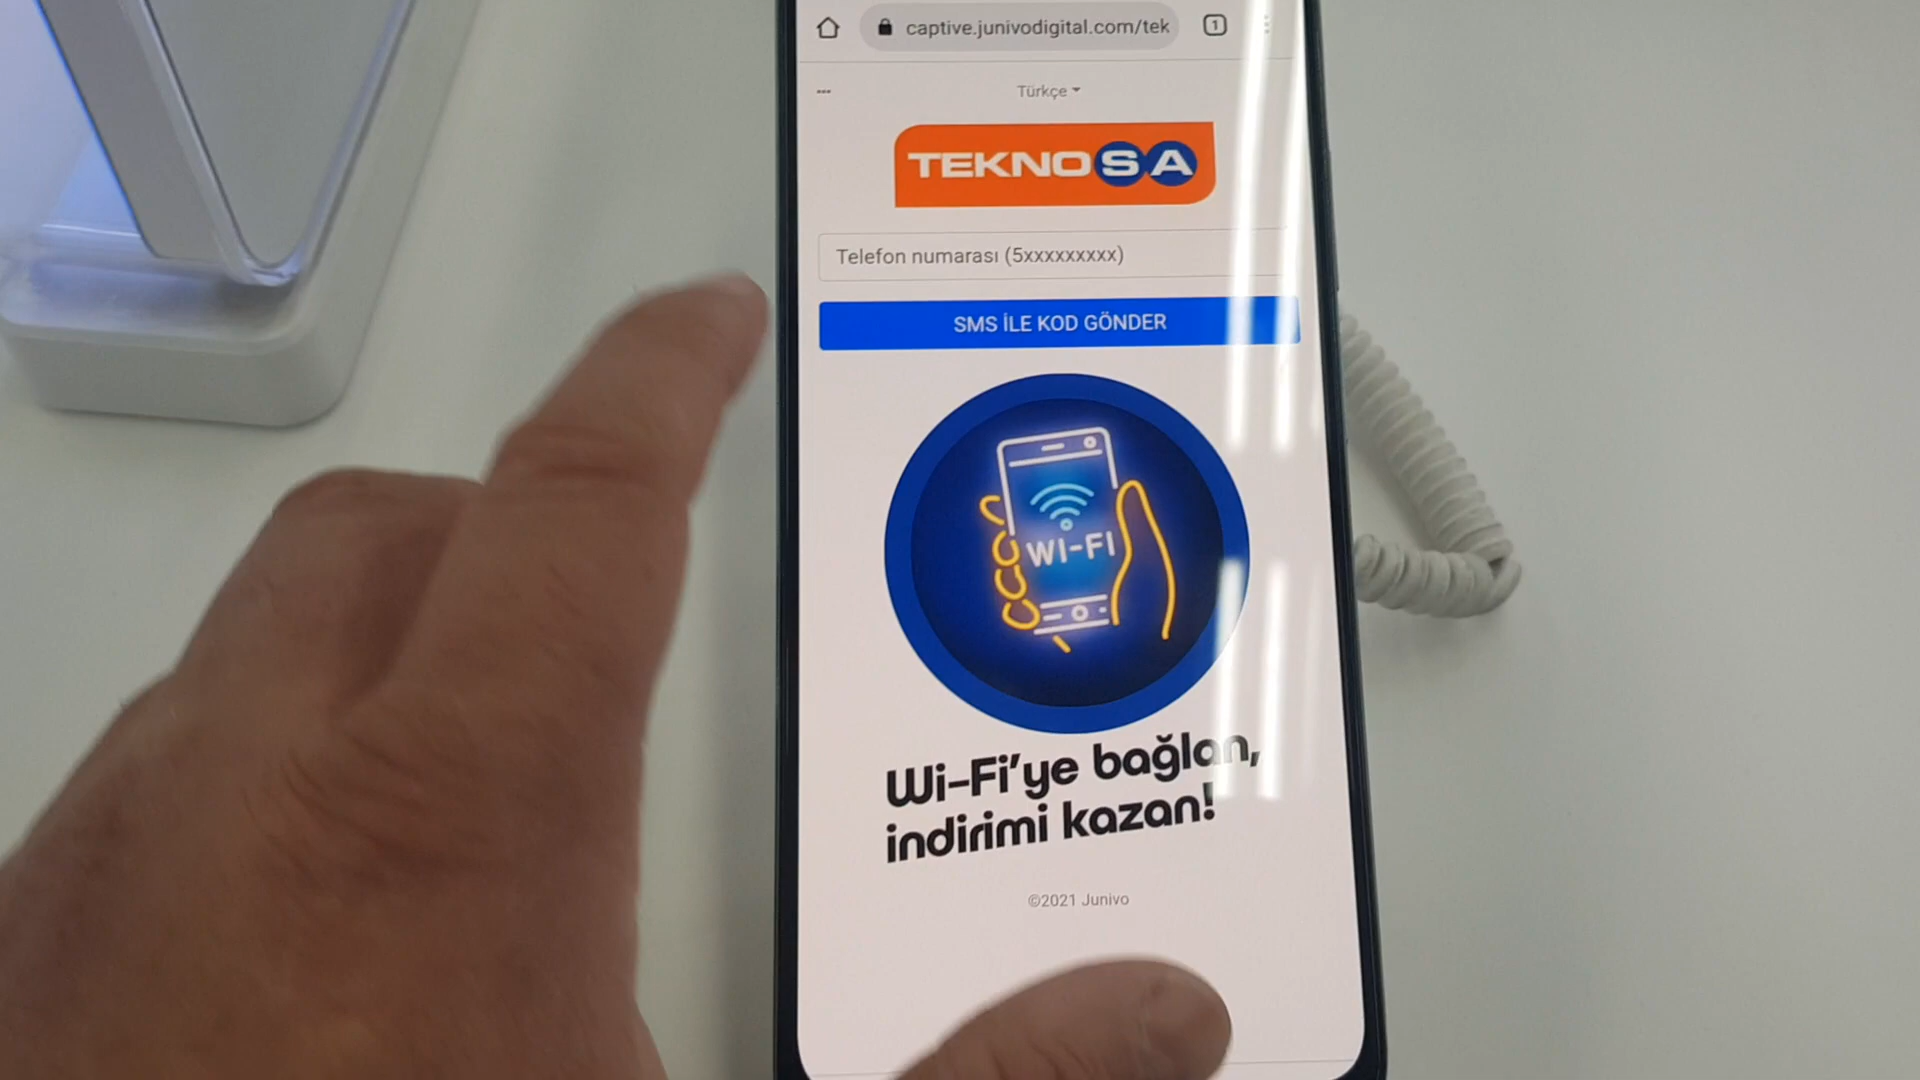 captive.junivodigital.com/tek
1
Türkçe
TEKNOSA
Telefon numarası (5xxxxxxxxx)
SMS İLE KOD GÖNDER
WI-FI
Wi-Fi'ye bağlan,
indirimi kazan!
©2021 Junivo